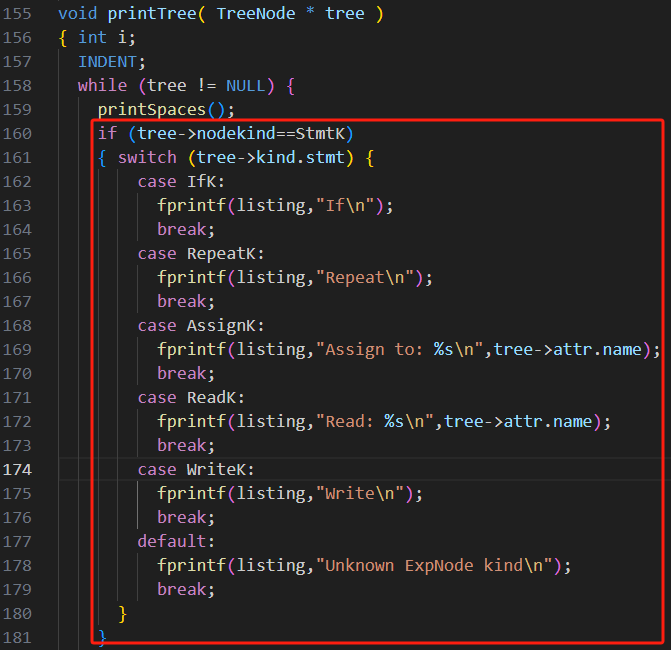 155 void printTree( TreeNode * tree )
156 { int i;
157   INDENT;
158   while (tree != NULL) {
159     printSpaces();
160     if (tree->nodekind==StmtK)
161     { switch (tree->kind.stmt) {
162         case IfK:
163           fprintf(listing,"If\n");
164           break;
165         case RepeatK:
166           fprintf(listing,"Repeat\n");
167           break;
168         case AssignK:
169           fprintf(listing,"Assign to: %s\n",tree->attr.name);
170           break;
171         case ReadK:
172           fprintf(listing,"Read: %s\n",tree->attr.name);
173           break;
174         case WriteK:
175           fprintf(listing,"Write\n");
176           break;
177         default:
178           fprintf(listing,"Unknown ExpNode kind\n");
179           break;
180       }
181     }